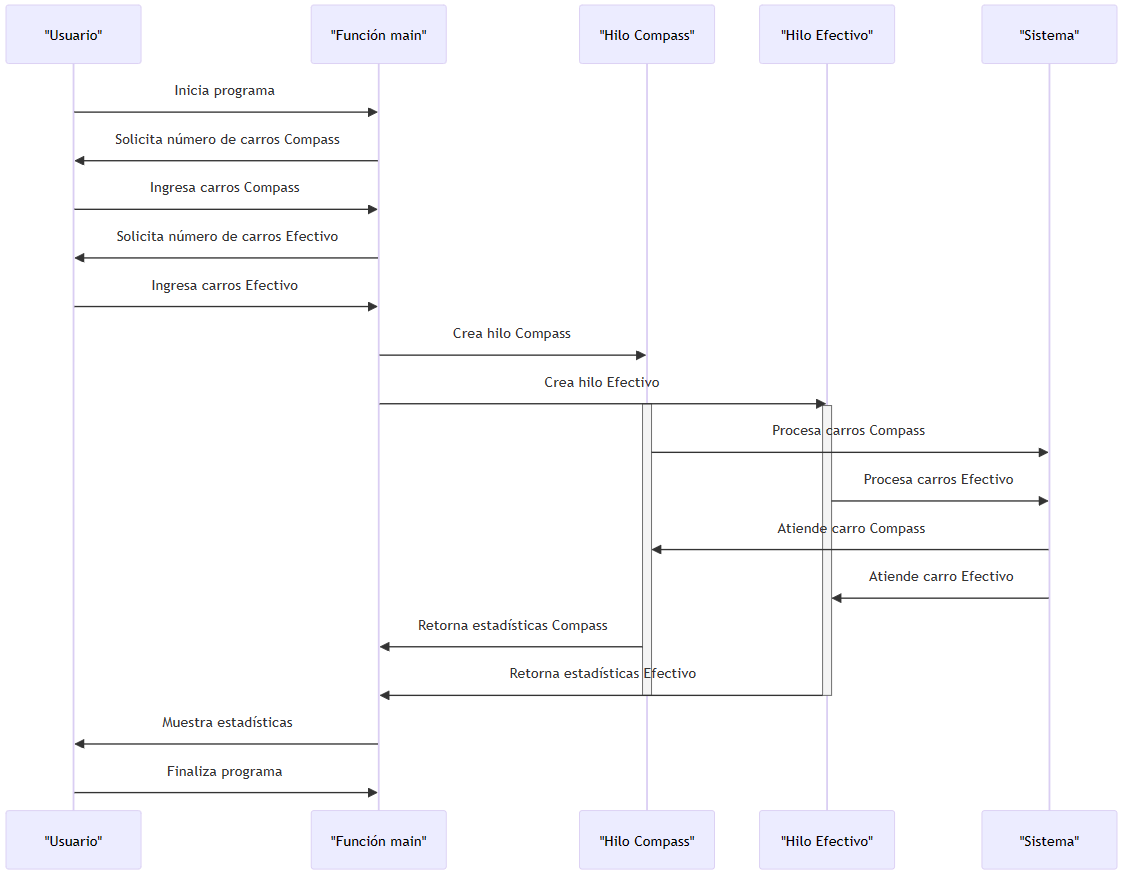 "Usuario"
"Función main"
"Hilo Compass"
"Hilo Efectivo"
"Sistema"
Inicia programa
Solicita número de carros Compass
Ingresa carros Compass
Solicita número de carros Efectivo
Ingresa carros Efectivo
Crea hilo Compass
Crea hilo Efectivo
Procesa carros Compass
Procesa carros Efectivo
Atiende carro Compass
Atiende carro Efectivo
Retorna estadísticas Compass
Retorna estadísticas Efectivo
Muestra estadísticas
Finaliza programa
"Usuario"
"Función main"
"Hilo Compass"
"Hilo Efectivo"
"Sistema"